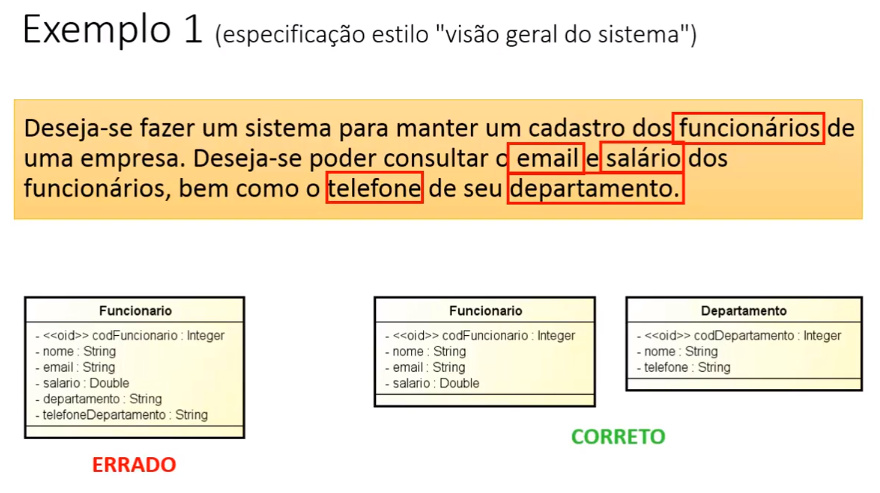 Exemplo 1 (especificação estilo "visão geral do sistema")
Deseja-se fazer um sistema para manter um cadastro dos funcionários de
uma empresa. Deseja-se poder consultar o email e salário dos
funcionários, bem como o telefone de seu departamento.
Funcionario
- <<oid>> codFuncionario : Integer
- nome : String
- email : String
- salario : Double
- departamento : String
- telefoneDepartamento : String
ERRADO
Funcionario
- <<oid>> codFuncionario : Integer
- nome : String
- email : String
- salario : Double
Departamento
- <<oid>> codDepartamento : Integer
- nome : String
- telefone : String
CORRETO